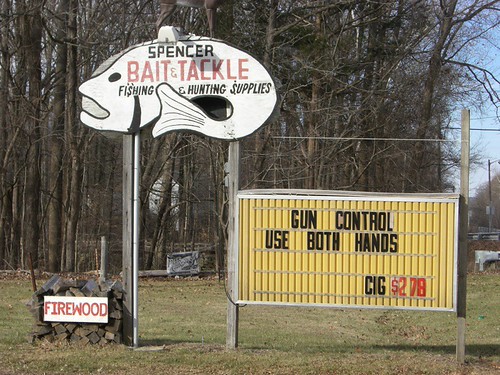 SPENCER
BAIT & TACKLE
FISHING & HUNTING SUPPLIES
GUN CONTROL
USE BOTH HANDS
CIG $2.78
FIREWOOD